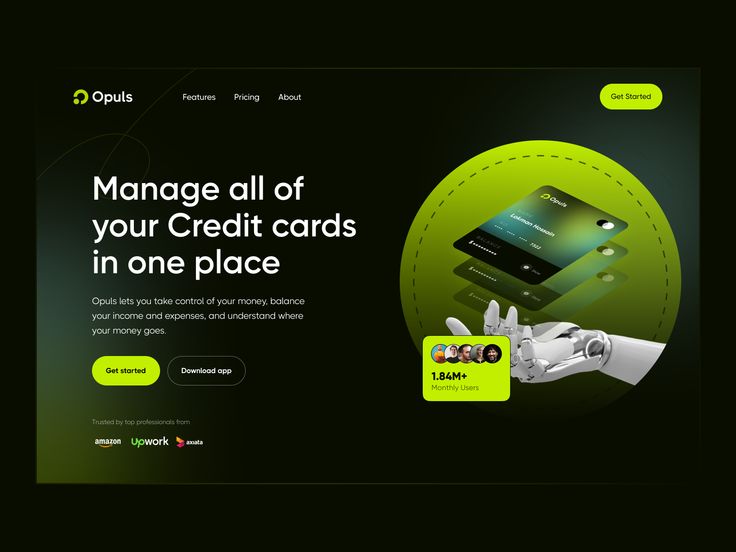 Opuls
Features
Pricing
About
Get Started
Manage all of
your Credit cards
in one place
Opuls lets you take control of your money, balance
your income and expenses, and understand where
your money goes.
Get started
Download app
Trusted by top professionals from
amazon
upwork
axiata
Opuls
Lokman Hossain
7523
BALANCE
1.84M+
Monthly Users